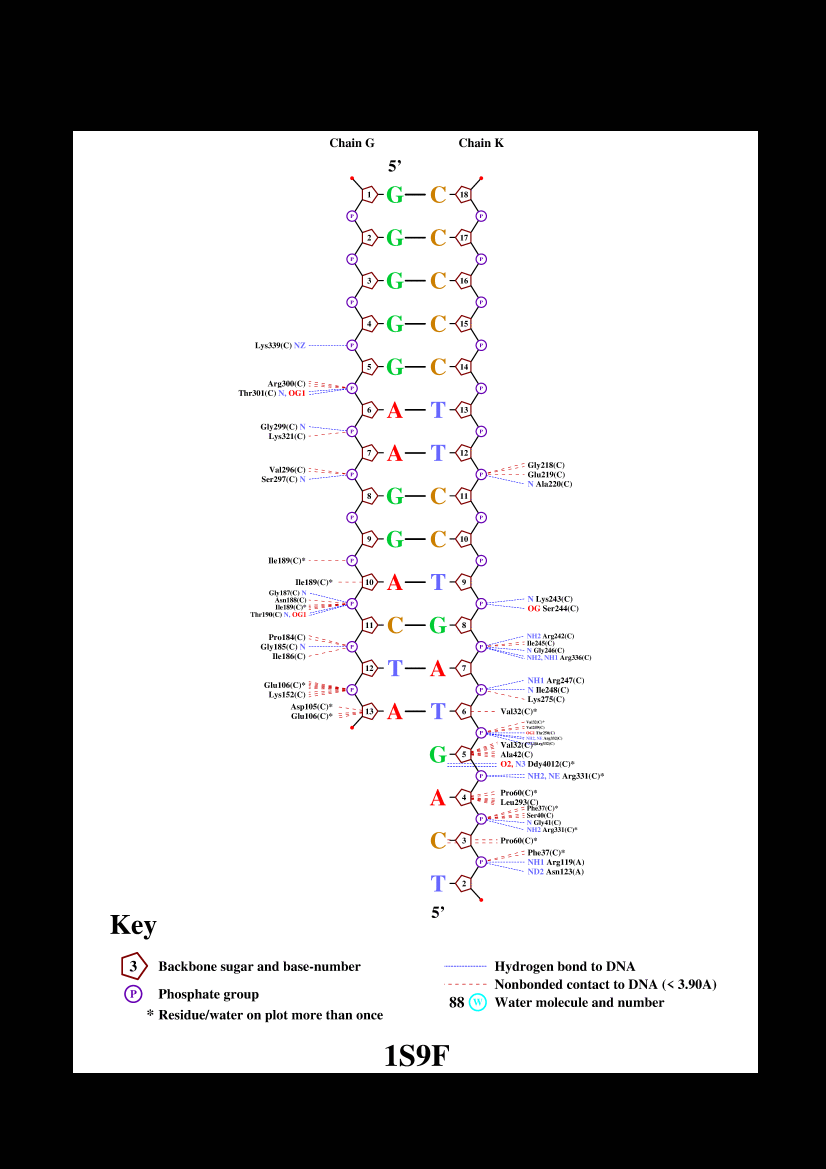 Chain G Chain K
5'
1 G C 18
P P
2 G C 17
P P
3 G C 16
P P
4 G C 15
Lys339(C) NZ P P
5 G C 14
Arg300(C)
P P
Thr301(C) N, OG1
6 A T 13
Gly299(C) N
P P
Lys321(C)
7 A T 12
Gly218(C)
Val296(C)
P P Glu219(C)
Ser297(C) N
N Ala220(C)
8 G C 11
P P
9 G C 10
Ile189(C)* P P
Ile189(C)* 10 A T 9
Gly187(C) N
Asn188(C) N Lys243(C)
P P
Ile189(C)* OG Ser244(C)
Thr190(C) N, OG1
11 C G 8
Pro184(C) NH2 Arg242(C)
Ile245(C)
Gly185(C) N P P
N Gly246(C)
Ile186(C) NH2, NH1 Arg336(C)
12 T A 7
NH1 Arg247(C)
Glu106(C)* P P N Ile248(C)
Lys152(C)
Lys275(C)
Asp105(C)*
13 A T 6 Val32(C)*
Glu106(C)*
P
Val32(C)*
G 5
Ala42(C)
O2, N3 Ddy4012(C)*
P NH2, NE Arg331(C)*
Pro60(C)*
A 4
Leu293(C)
Phe37(C)*
Ser40(C)
P
N Gly41(C)
NH2 Arg331(C)*
C 3 Pro60(C)*
Phe37(C)*
P NH1 Arg119(A)
ND2 Asn123(A)
T 2
5'
Key
3 Backbone sugar and base-number
P Phosphate group
* Residue/water on plot more than once
Hydrogen bond to DNA
Nonbonded contact to DNA (< 3.90A)
88 W Water molecule and number
1S9F